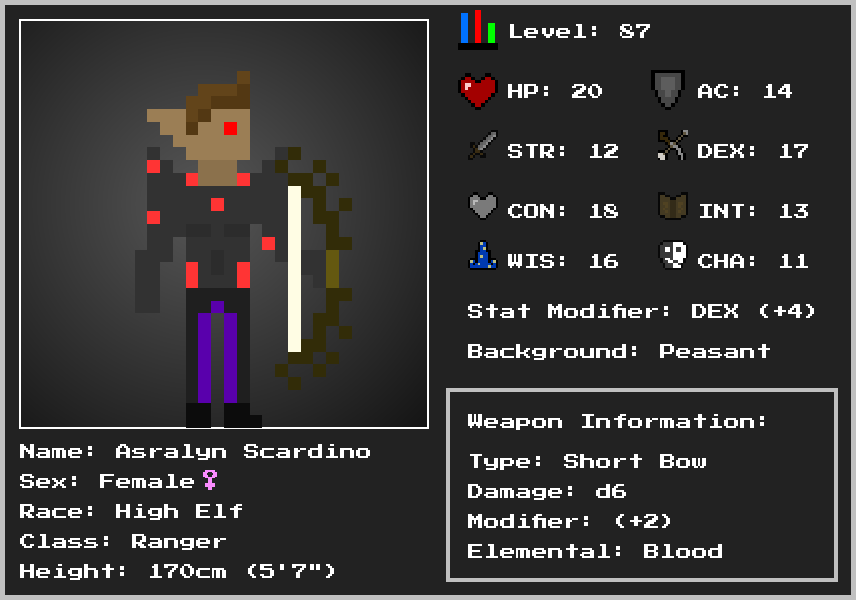 Level: 87
HP: 20 AC: 14
STR: 12 DEX: 17
CON: 18 INT: 13
WIS: 16 CHA: 11
Stat Modifier: DEX (+4)
Background: Peasant
Weapon Information:
Type: Short Bow
Damage: d6
Modifier: (+2)
Elemental: Blood
Name: Asralyn Scardino
Sex: Female♀
Race: High Elf
Class: Ranger
Height: 170cm (5'7")